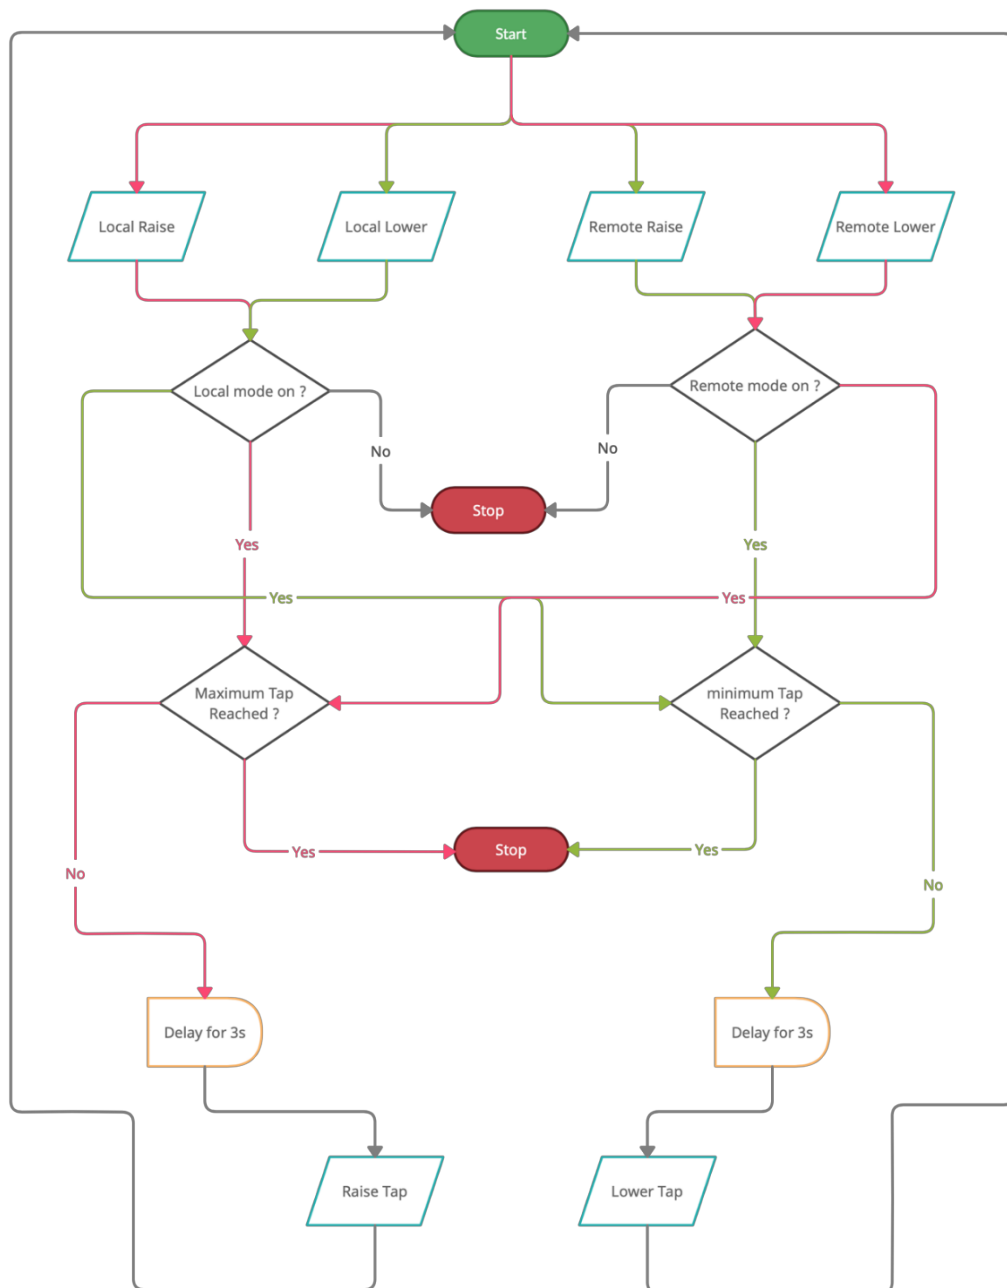 Start
Local Raise
Local Lower
Remote Raise
Remote Lower
Local mode on ?
Remote mode on ?
No
No
Stop
Yes
Yes
Yes
Yes
Maximum Tap
Reached ?
minimum Tap
Reached ?
Yes
Stop
Yes
No
No
Delay for 3s
Delay for 3s
Raise Tap
Lower Tap